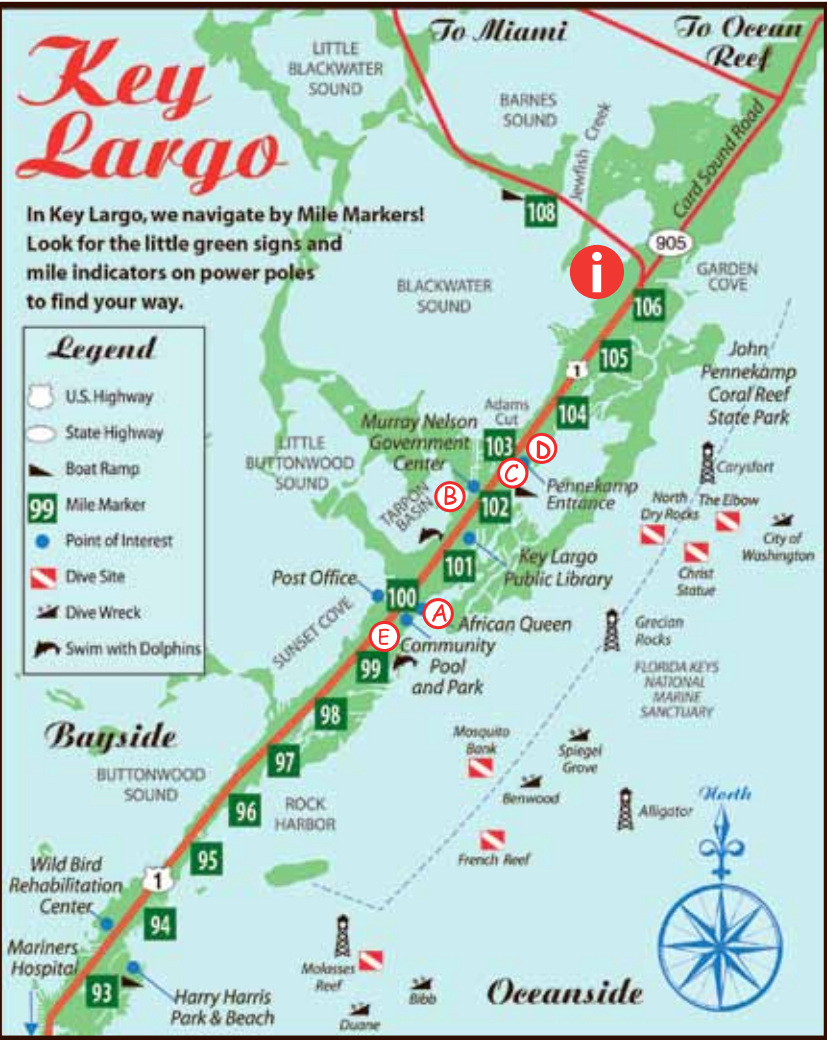 Key
Largo
To Miami
To Ocean
Reef
LITTLE
BLACKWATER
SOUND
BARNES
SOUND
Jewfish Creek
Card Sound Road
In Key Largo, we navigate by Mile Markers!
Look for the little green signs and
mile indicators on power poles
to find your way.
108
905
i
GARDEN
COVE
BLACKWATER
SOUND
106
Legend
U.S. Highway
State Highway
Boat Ramp
99
Mile Marker
Point of Interest
Dive Site
Dive Wreck
Swim with Dolphins
105
1
John
Pennekamp
Coral Reef
State Park
104
Adams
Cut
103
Murray Nelson
Government
Center
D
C
B
LITTLE
BUTTONWOOD
SOUND
TARPON
BASIN
102
Pennekamp
Entrance
Carysfort
North
Dry Rocks
The Elbow
City of
Washington
Christ
Statue
101
Key Largo
Public Library
Post Office
100
A
African Queen
SUNSET COVE
E
Community
Pool
and Park
99
Grecian
Rocks
FLORIDA KEYS
NATIONAL
MARINE
SANCTUARY
98
Bayside
97
Mosquito
Bank
Spiegel
Grove
BUTTONWOOD
SOUND
96
ROCK
HARBOR
Benwood
Alligator
North
French Reef
95
Wild Bird
Rehabilitation
Center
1
94
Mariners
Hospital
93
Harry Harris
Park & Beach
Molasses
Reef
Bibb
Duane
Oceanside